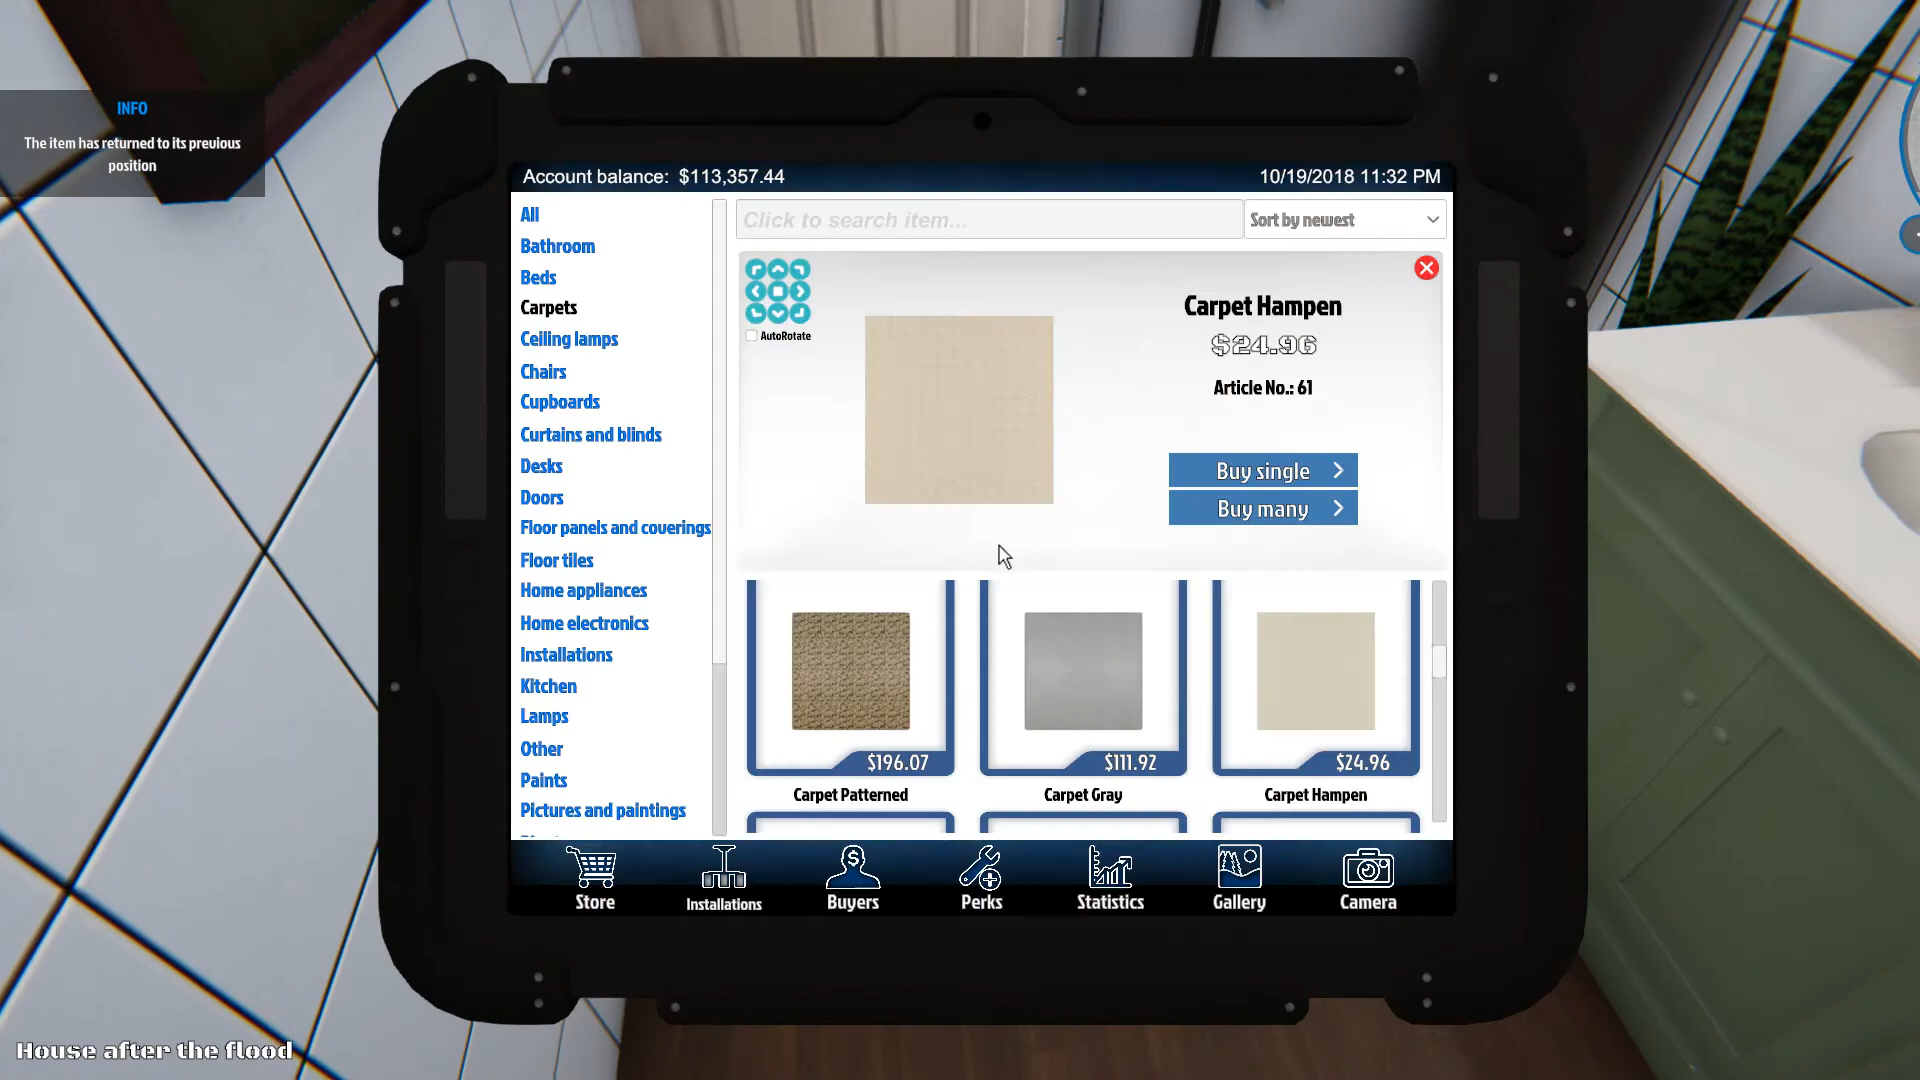 INFO
The item has returned to its previous
position
Account balance: $113,357.44
10/19/2018 11:32 PM
All
Bathroom
Beds
Carpets
Ceiling lamps
Chairs
Cupboards
Curtains and blinds
Desks
Doors
Floor panels and coverings
Floor tiles
Home appliances
Home electronics
Installations
Kitchen
Lamps
Other
Paints
Pictures and paintings
Click to search item...
Sort by newest
AutoRotate
Carpet Hampen
$24.96
Article No.: 61
Buy single
Buy many
$196.07
$111.92
$24.96
Carpet Patterned
Carpet Gray
Carpet Hampen
Store
Installations
Buyers
Perks
Statistics
Gallery
Camera
House after the flood